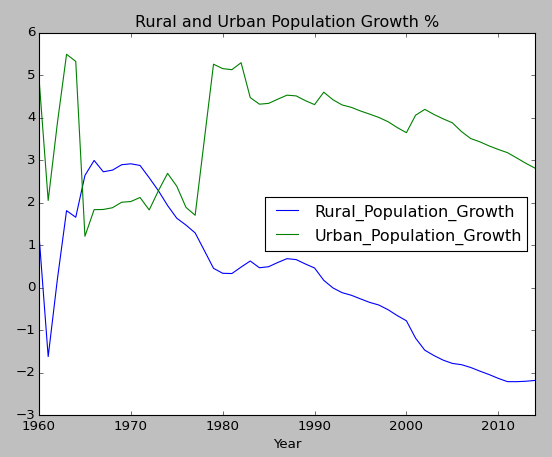 Rural and Urban Population Growth %
6
5
4
3
2
1
0
−1
−2
−3
Rural_Population_Growth
Urban_Population_Growth
1960 1970 1980 1990 2000 2010
Year